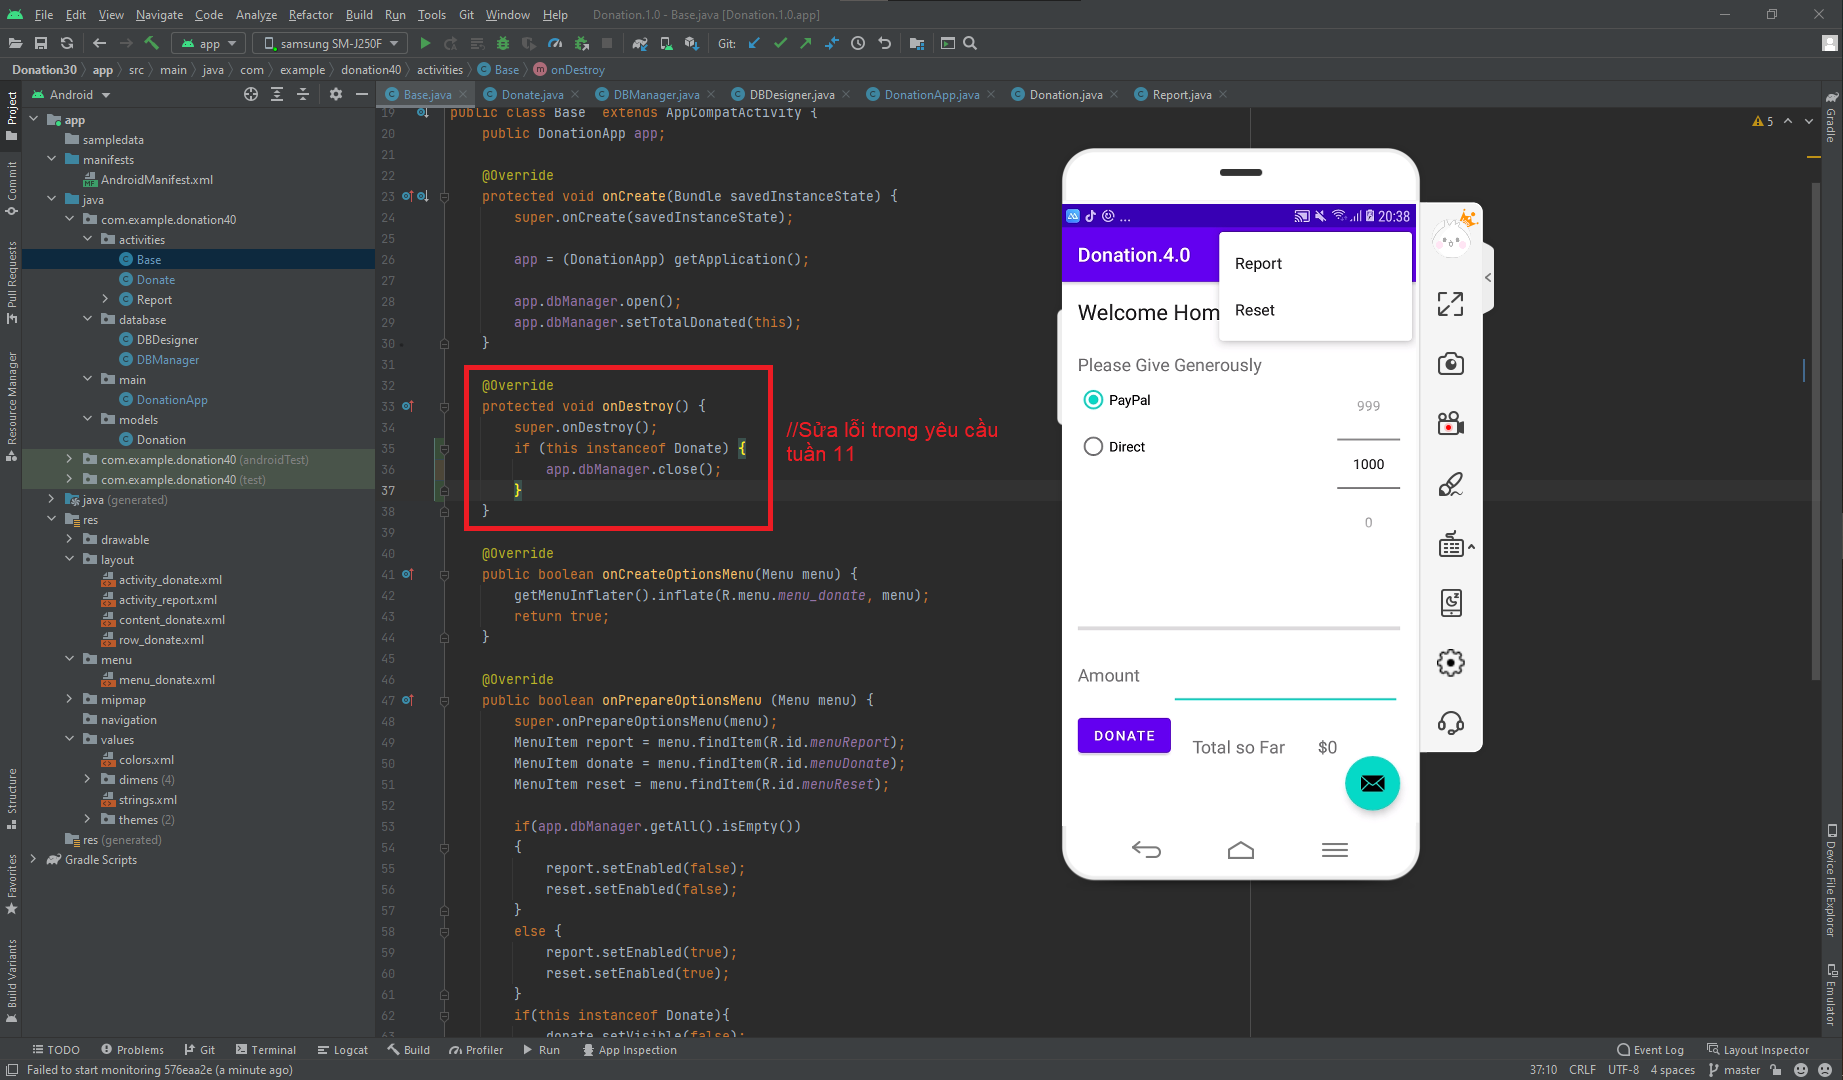 File Edit View Navigate Code Analyze Refactor Build Run Tools Git Window Help Donation.1.0 - Base.java [Donation.1.0.app]
app samsung SM-J250F Git:
Donation30 app src main java com example donation40 activities Base onDestroy
Android
Base.java Donate.java DBManager.java DBDesigner.java DonationApp.java Donation.java Report.java
Project
Commit
Pull Requests
Resource Manager
Structure
Favorites
Build Variants
app
sampledata
manifests
AndroidManifest.xml
java
com.example.donation40
activities
Base
Donate
Report
database
DBDesigner
DBManager
main
DonationApp
models
Donation
com.example.donation40 (androidTest)
com.example.donation40 (test)
java (generated)
res
drawable
layout
activity_donate.xml
activity_report.xml
content_donate.xml
row_donate.xml
menu
menu_donate.xml
mipmap
navigation
values
colors.xml
dimens (4)
strings.xml
themes (2)
res (generated)
Gradle Scripts
19 public class Base extends AppCompatActivity {
20 public DonationApp app;
21
22 @Override
23 protected void onCreate(Bundle savedInstanceState) {
24 super.onCreate(savedInstanceState);
25
26 app = (DonationApp) getApplication();
27
28 app.dbManager.open();
29 app.dbManager.setTotalDonated(this);
30 }
31
32 @Override
33 protected void onDestroy() {
34 super.onDestroy();
35 if (this instanceof Donate) {
36 app.dbManager.close();
37 }
38 }
39
40 @Override
41 public boolean onCreateOptionsMenu(Menu menu) {
42 getMenuInflater().inflate(R.menu.menu_donate, menu);
43 return true;
44 }
45
46 @Override
47 public boolean onPrepareOptionsMenu (Menu menu) {
48 super.onPrepareOptionsMenu(menu);
49 MenuItem report = menu.findItem(R.id.menuReport);
50 MenuItem donate = menu.findItem(R.id.menuDonate);
51 MenuItem reset = menu.findItem(R.id.menuReset);
52
53 if(app.dbManager.getAll().isEmpty())
54 {
55 report.setEnabled(false);
56 reset.setEnabled(false);
57 }
58 else {
59 report.setEnabled(true);
60 reset.setEnabled(true);
61 }
62 if(this instanceof Donate){
63 donate.setVisible(false);
//Sửa lỗi trong yêu cầu
tuần 11
5
20:38
Donation.4.0
Report
Reset
Welcome Hom
Please Give Generously
PayPal
Direct
999
1000
0
Amount
DONATE Total so Far $0
Gradle
Device File Explorer
Emulator
TODO Problems Git Terminal Logcat Build Profiler Run App Inspection Event Log Layout Inspector
Failed to start monitoring 576eaa2e (a minute ago) 37:10 CRLF UTF-8 4 spaces master